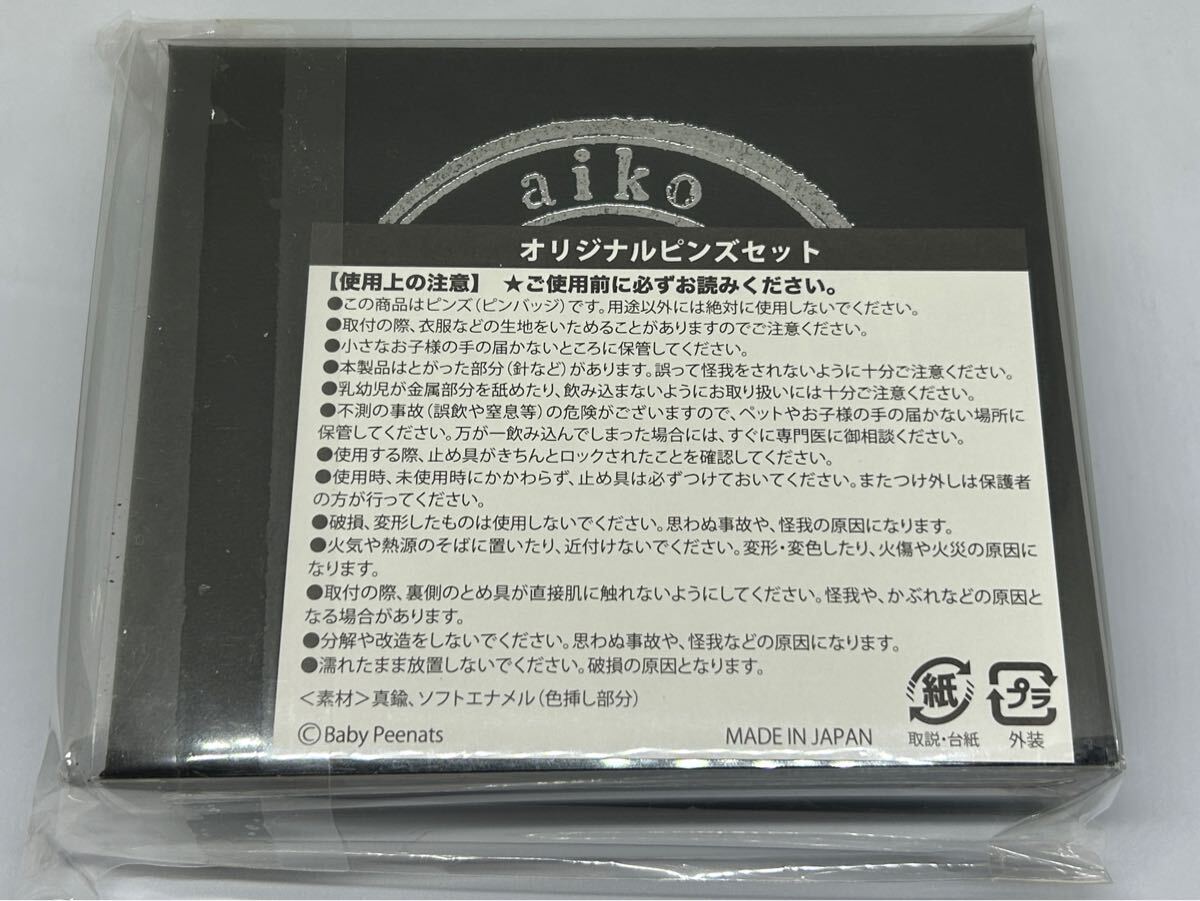 aiko
オリジナルピンズセット
【使用上の注意】 ★ご使用前に必ずお読みください。
●この商品はピンズ(ピンバッジ)です。用途以外には絶対に使用しないでください。
●取付の際、衣服などの生地をいためることがありますのでご注意ください。
●小さなお子様の手の届かないところに保管してください。
●本製品はとがった部分(針など)があります。誤って怪我をされないように十分ご注意ください。
●乳幼児が金属部分を舐めたり、飲み込まないようにお取り扱いには十分ご注意ください。
●不測の事故(誤飲や窒息等)の危険がございますので、ペットやお子様の手の届かない場所に
保管してください。万が一飲み込んでしまった場合には、すぐに専門医に御相談ください。
●使用する際、止め具がきちんとロックされたことを確認してください。
●使用時、未使用時にかかわらず、止め具は必ずつけておいてください。またつけ外しは保護者
の方が行ってください。
●破損、変形したものは使用しないでください。思わぬ事故や、怪我の原因になります。
●火気や熱源のそばに置いたり、近付けないでください。変形・変色したり、火傷や火災の原因に
なります。
●取付の際、裏側のとめ具が直接肌に触れないようにしてください。怪我や、かぶれなどの原因と
なる場合があります。
●分解や改造をしないでください。思わぬ事故や、怪我などの原因になります。
●濡れたまま放置しないでください。破損の原因となります。
＜素材＞真鍮、ソフトエナメル(色挿し部分)
©Baby Peenats
MADE IN JAPAN
紙
取説・台紙
プラ
外装